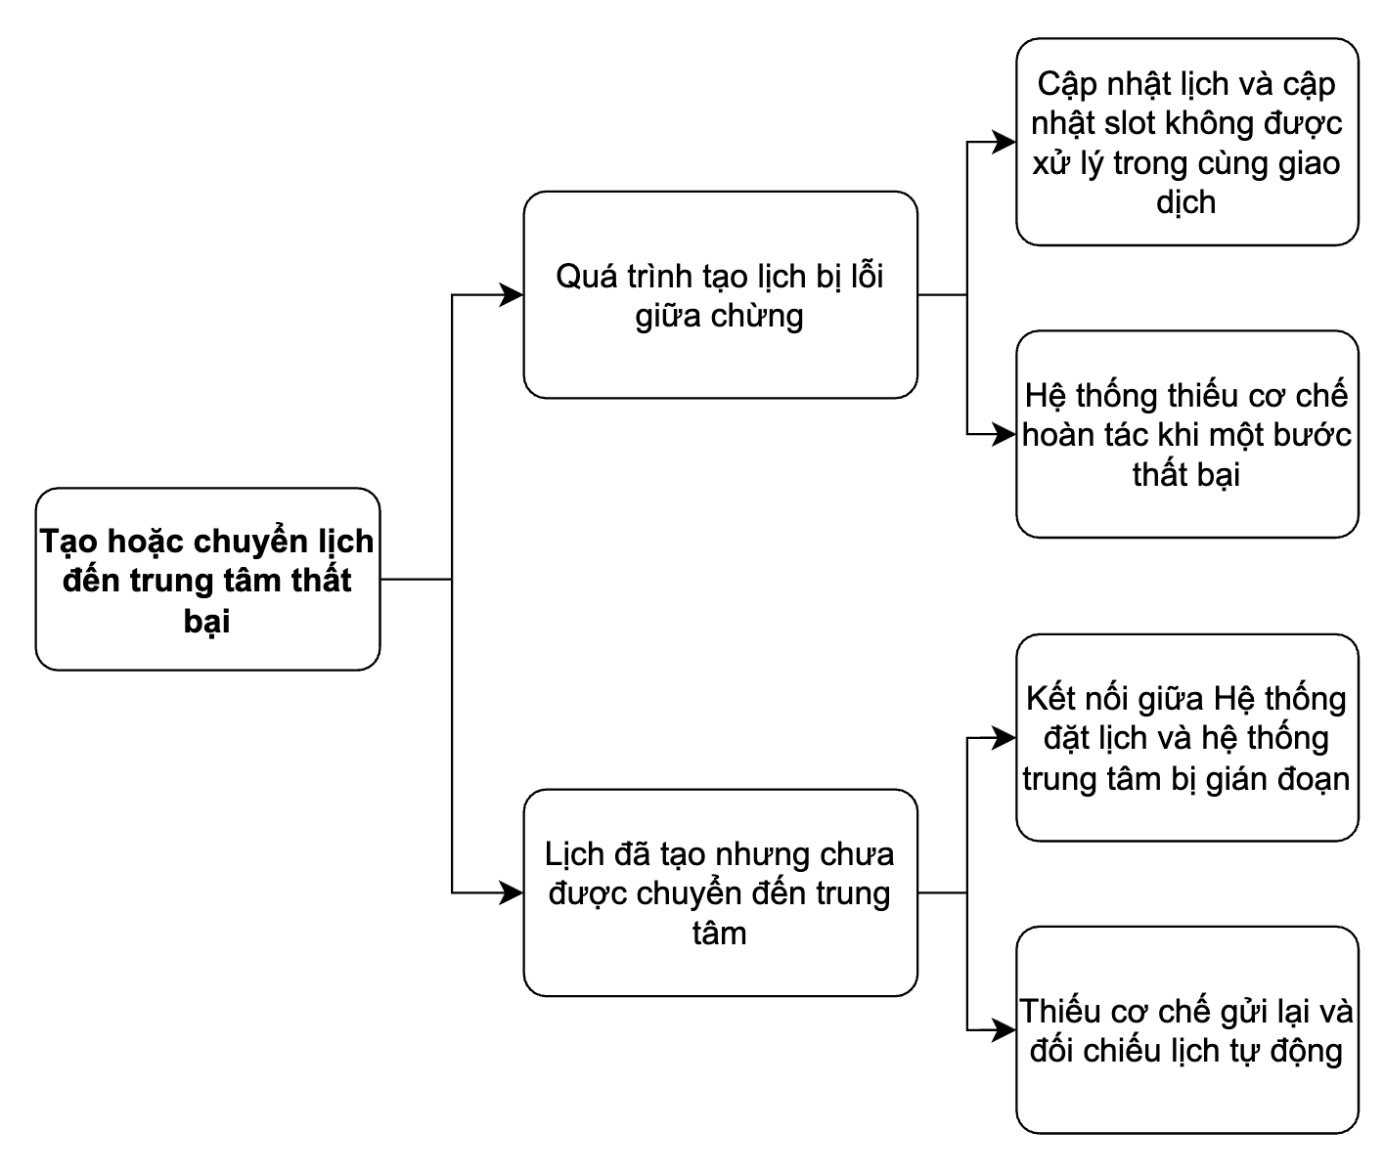 Tạo hoặc chuyển lịch
đến trung tâm thất
bại
Quá trình tạo lịch bị lỗi
giữa chừng
Cập nhật lịch và cập
nhật slot không được
xử lý trong cùng giao
dịch
Hệ thống thiếu cơ chế
hoàn tác khi một bước
thất bại
Lịch đã tạo nhưng chưa
được chuyển đến trung
tâm
Kết nối giữa Hệ thống
đặt lịch và hệ thống
trung tâm bị gián đoạn
Thiếu cơ chế gửi lại và
đối chiếu lịch tự động